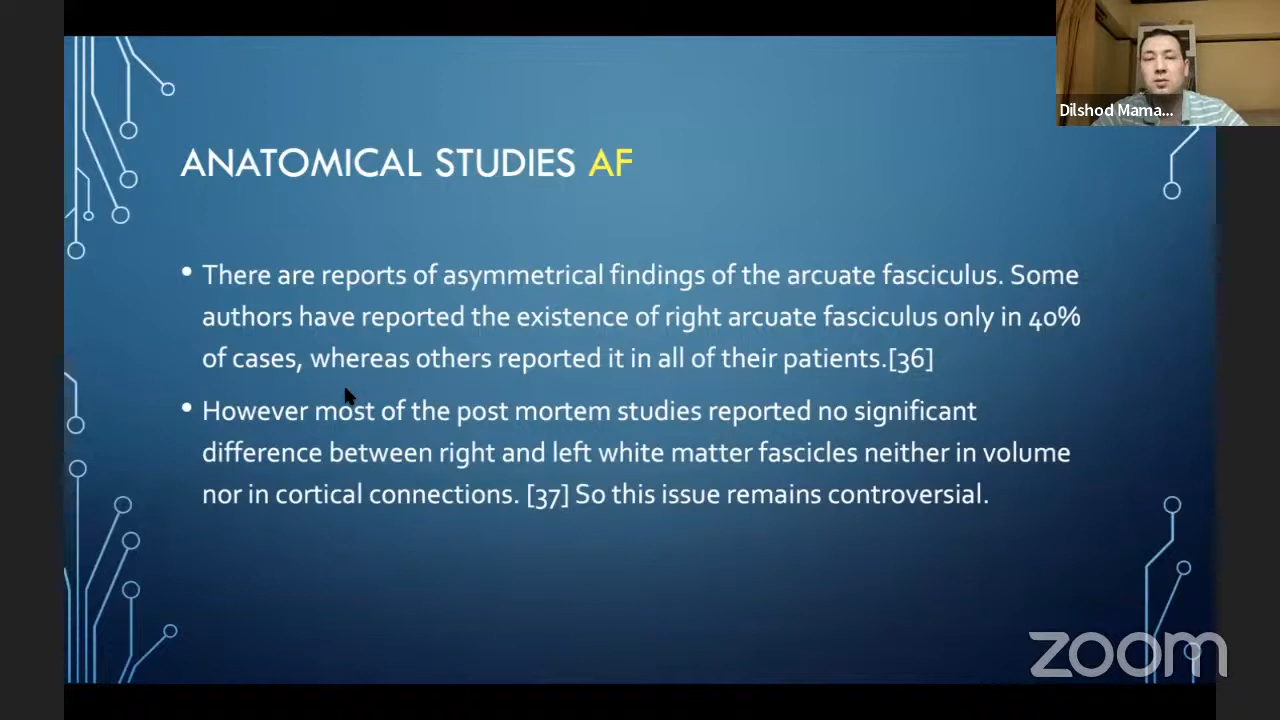 Dilshod Mama...
ANATOMICAL STUDIES AF
• There are reports of asymmetrical findings of the arcuate fasciculus. Some
authors have reported the existence of right arcuate fasciculus only in 40%
of cases, whereas others reported it in all of their patients.[36]
• However most of the post mortem studies reported no significant
difference between right and left white matter fascicles neither in volume
nor in cortical connections. [37] So this issue remains controversial.
zoom